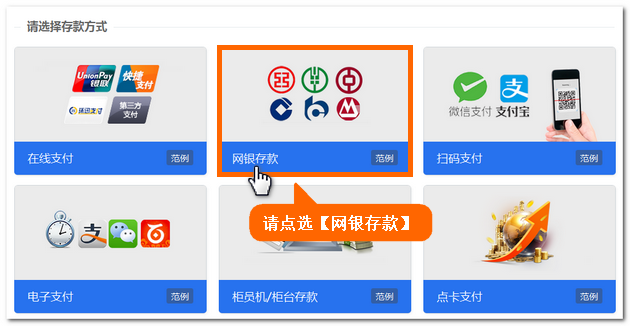 请选择存款方式
UnionPay
银联
快捷
支付
第三方
支付
微信支付
支付宝
在线支付
范例
网银存款
范例
扫码支付
范例
请点选【网银存款】
电子支付
范例
柜员机/柜台存款
范例
点卡支付
范例